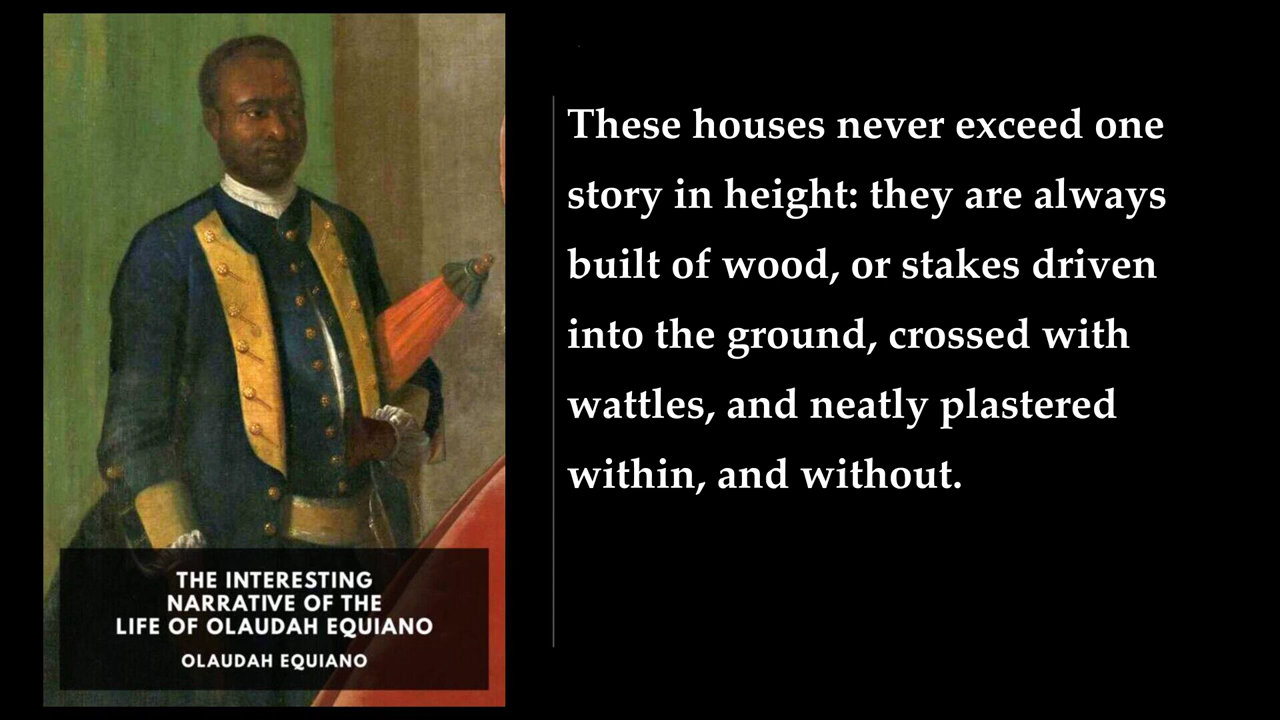 These houses never exceed one
story in height: they are always
built of wood, or stakes driven
into the ground, crossed with
wattles, and neatly plastered
within, and without.
THE INTERESTING
NARRATIVE OF THE
LIFE OF OLAUDAH EQUIANO
OLAUDAH EQUIANO